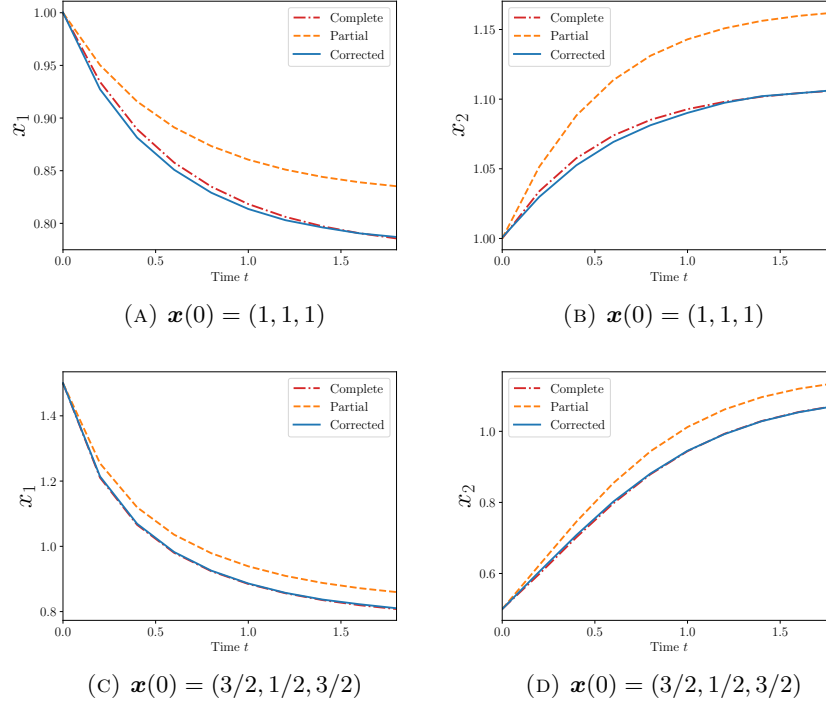 Complete
Partial
Corrected
1.00
0.95
0.90
0.85
0.80
x₁
0.0 0.5 1.0 1.5
Time t
(A) x(0) = (1, 1, 1)
Complete
Partial
Corrected
1.15
1.10
1.05
1.00
x₂
0.0 0.5 1.0 1.5
Time t
(B) x(0) = (1, 1, 1)
Complete
Partial
Corrected
1.4
1.2
1.0
0.8
x₁
0.0 0.5 1.0 1.5
Time t
(C) x(0) = (3/2, 1/2, 3/2)
Complete
Partial
Corrected
1.0
0.8
0.6
x₂
0.0 0.5 1.0 1.5
Time t
(D) x(0) = (3/2, 1/2, 3/2)